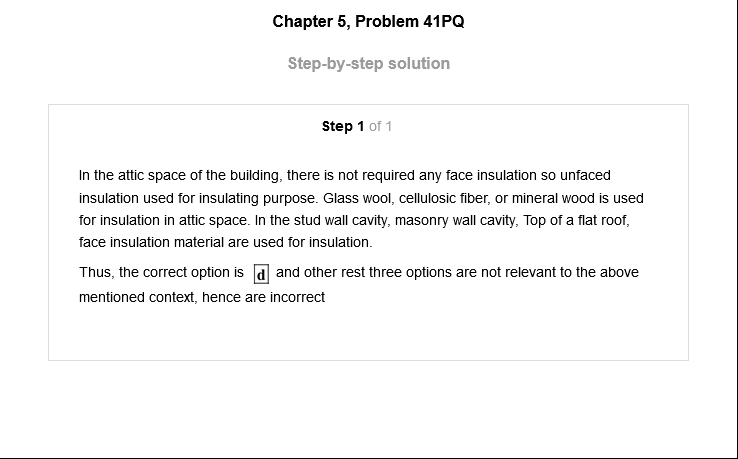 Chapter 5, Problem 41PQ
Step-by-step solution
Step 1 of 1
In the attic space of the building, there is not required any face insulation so unfaced
insulation used for insulating purpose. Glass wool, cellulosic fiber, or mineral wood is used
for insulation in attic space. In the stud wall cavity, masonry wall cavity, Top of a flat roof,
face insulation material are used for insulation.
Thus, the correct option is d and other rest three options are not relevant to the above
mentioned context, hence are incorrect